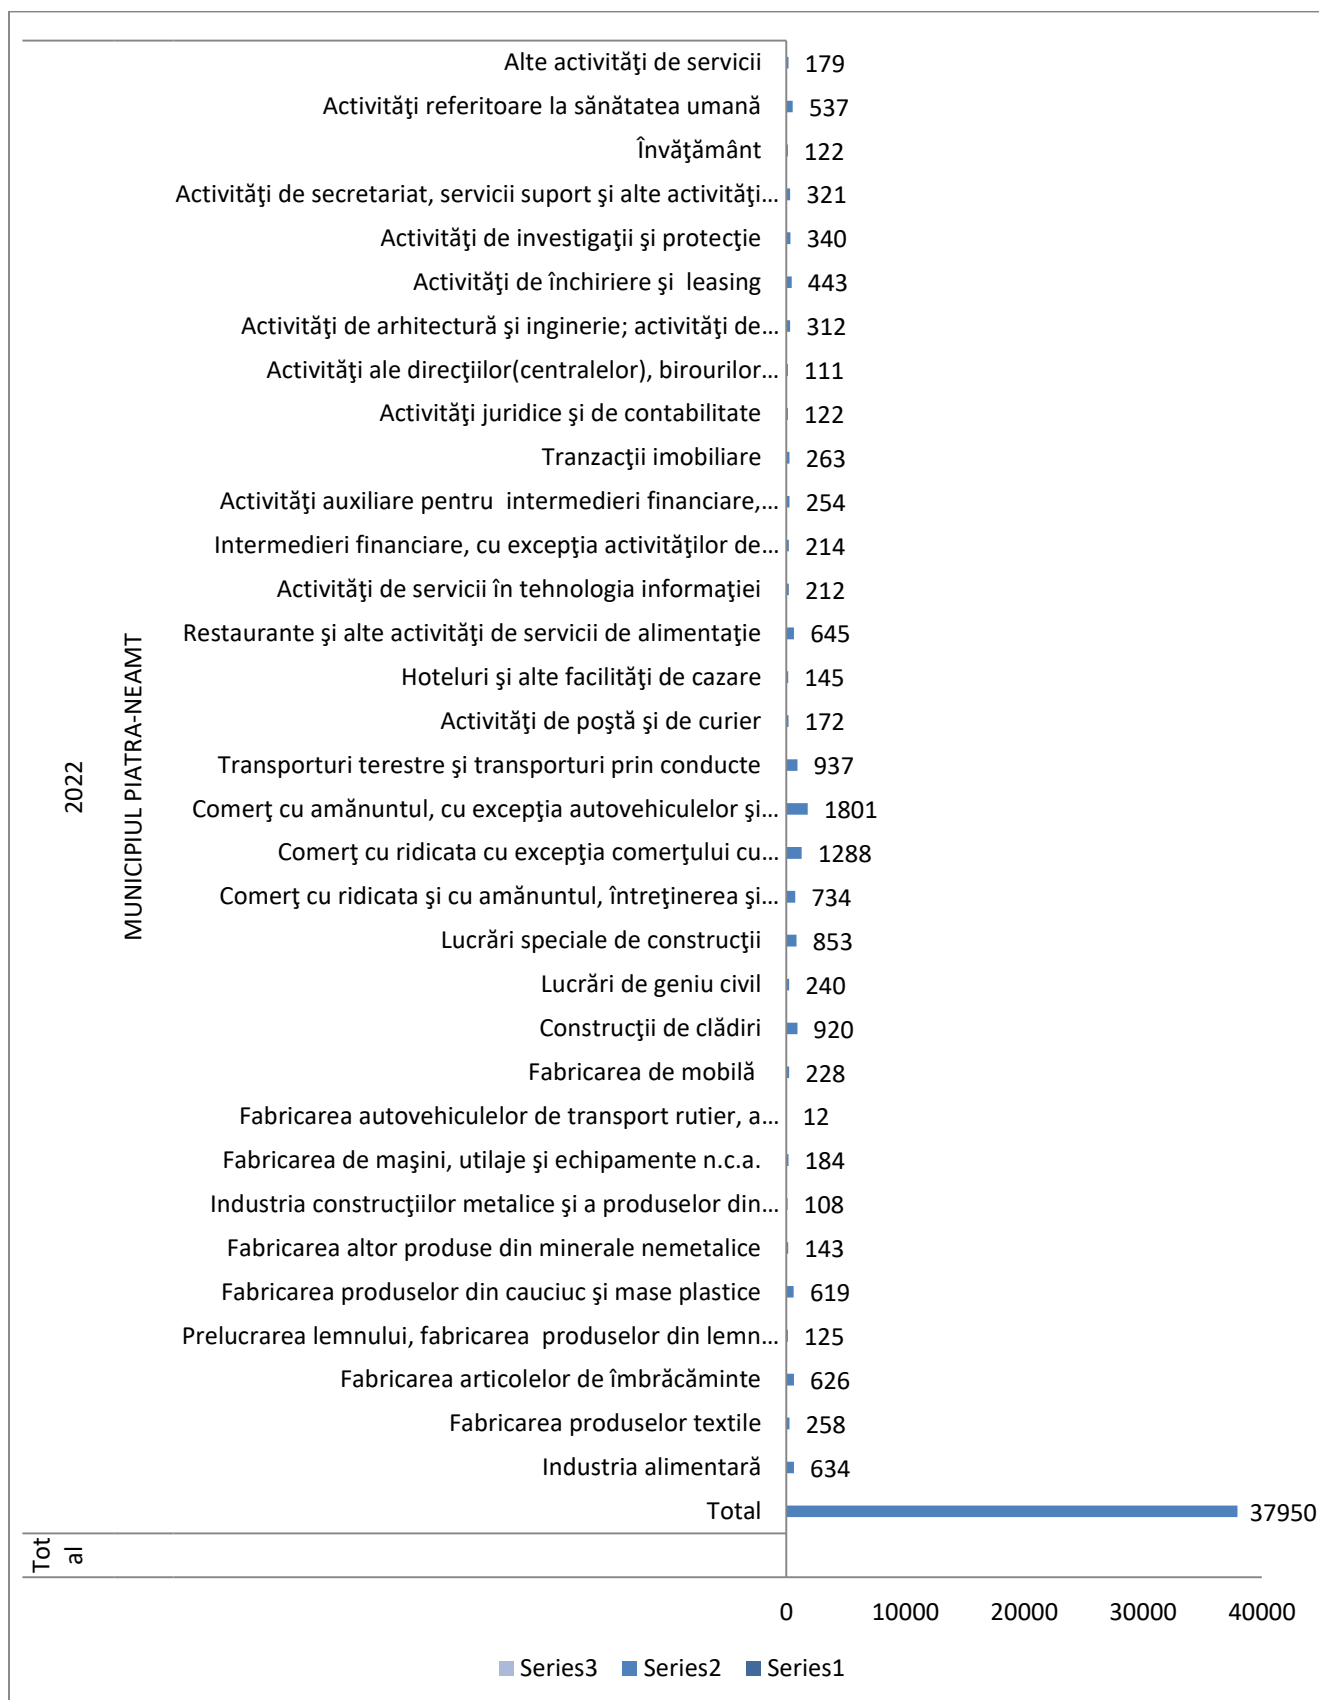 Alte activităţi de servicii 179
Activităţi referitoare la sănătatea umană 537
Învăţământ 122
Activităţi de secretariat, servicii suport şi alte activităţi… 321
Activităţi de investigaţii şi protecţie 340
Activităţi de închiriere şi  leasing 443
Activităţi de arhitectură şi inginerie; activităţi de… 312
Activităţi ale direcţiilor(centralelor), birourilor… 111
Activităţi juridice şi de contabilitate 122
Tranzacţii imobiliare 263
Activităţi auxiliare pentru  intermedieri financiare,… 254
Intermedieri financiare, cu excepţia activităţilor de… 214
Activităţi de servicii în tehnologia informaţiei 212
Restaurante şi alte activităţi de servicii de alimentaţie 645
Hoteluri şi alte facilităţi de cazare 145
Activităţi de poştă şi de curier 172
Transporturi terestre şi transporturi prin conducte 937
Comerţ cu amănuntul, cu excepţia autovehiculelor şi… 1801
Comerţ cu ridicata cu excepţia comerţului cu… 1288
Comerţ cu ridicata şi cu amănuntul, întreţinerea şi… 734
Lucrări speciale de construcţii 853
Lucrări de geniu civil 240
Construcţii de clădiri 920
Fabricarea de mobilă 228
Fabricarea autovehiculelor de transport rutier, a… 12
Fabricarea de maşini, utilaje şi echipamente n.c.a. 184
Industria construcţiilor metalice şi a produselor din… 108
Fabricarea altor produse din minerale nemetalice 143
Fabricarea produselor din cauciuc şi mase plastice 619
Prelucrarea lemnului, fabricarea  produselor din lemn… 125
Fabricarea articolelor de îmbrăcăminte 626
Fabricarea produselor textile 258
Industria alimentară 634
Total 37950
2022
MUNICIPIUL PIATRA-NEAMT
Tot
al
0 10000 20000 30000 40000
Series3 Series2 Series1